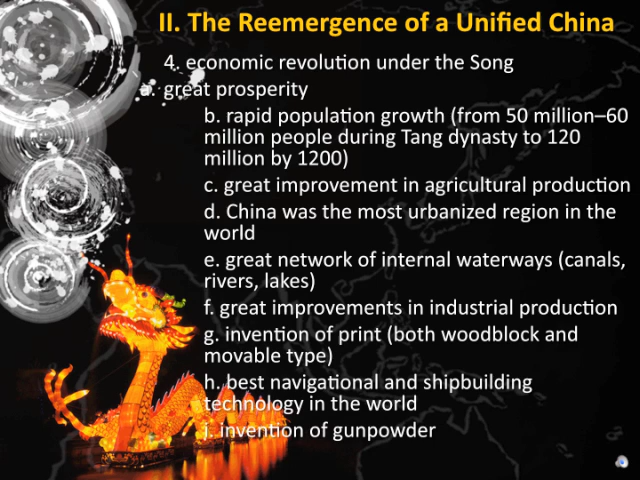 II. The Reemergence of a Unified China
4. economic revolution under the Song
a. great prosperity
b. rapid population growth (from 50 million–60
million people during Tang dynasty to 120
million by 1200)
c. great improvement in agricultural production
d. China was the most urbanized region in the
world
e. great network of internal waterways (canals,
rivers, lakes)
f. great improvements in industrial production
g. invention of print (both woodblock and
movable type)
h. best navigational and shipbuilding
technology in the world
i. invention of gunpowder